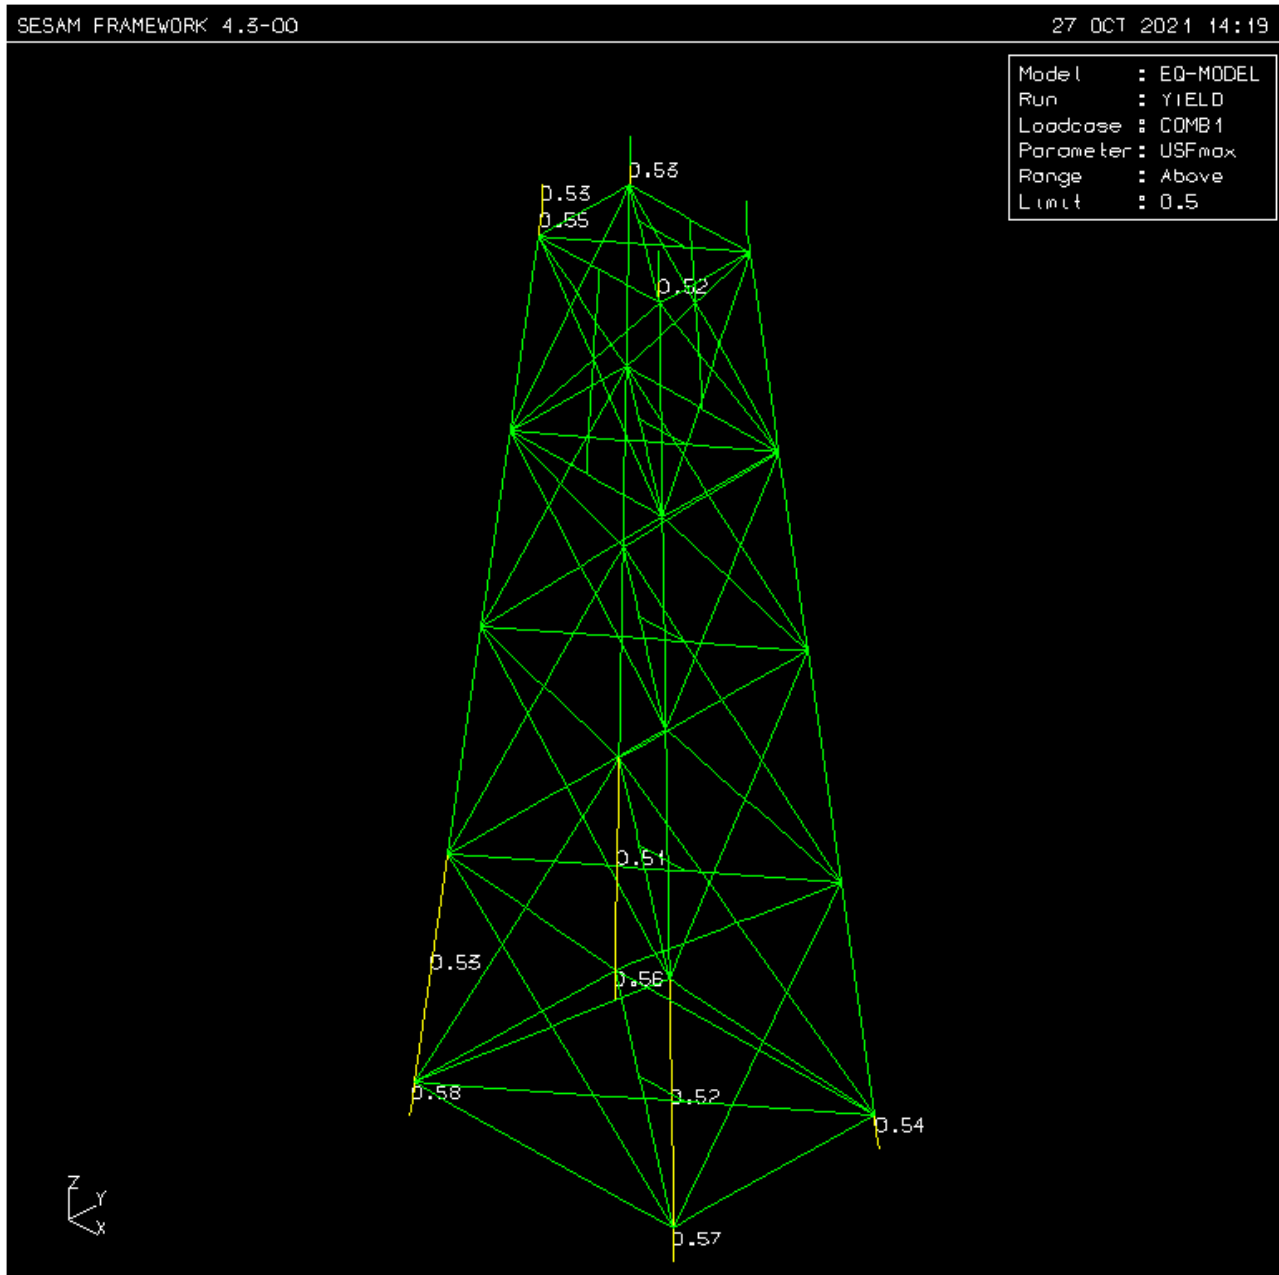 SESAM FRAMEWORK 4.3-00 27 OCT 2021 14:19
Model : EQ-MODEL
Run : YIELD
Loadcase : COMB1
Parameter: USFmax
Range : Above
Limit : 0.5
0.53
0.53
0.55
0.52
0.51
0.53
0.56
0.58
0.52
0.54
0.57
Z
Y
X